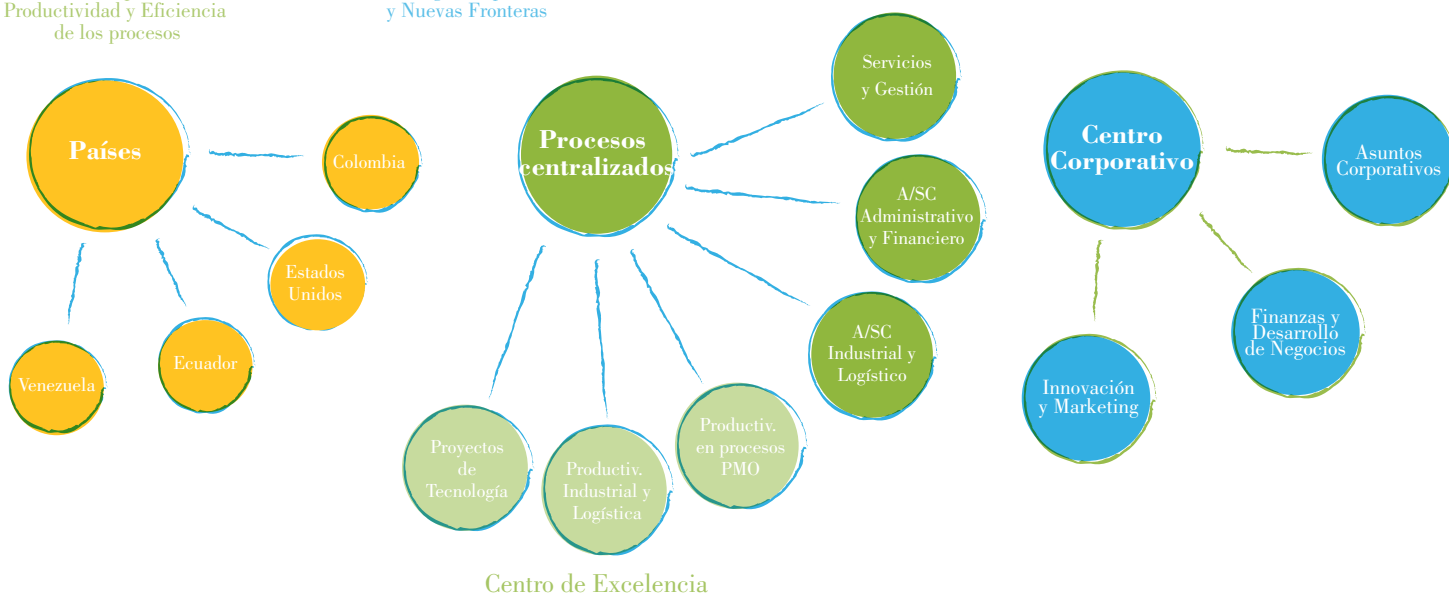 Productividad y Eficiencia
de los procesos
y Nuevas Fronteras
Países
Colombia
Estados
Unidos
Ecuador
Venezuela
Procesos
centralizados
Servicios
y Gestión
A/SC
Administrativo
y Financiero
A/SC
Industrial y
Logístico
Productiv.
en procesos
PMO
Productiv.
Industrial y
Logística
Proyectos
de
Tecnología
Centro de Excelencia
Centro
Corporativo
Asuntos
Corporativos
Finanzas y
Desarrollo
de Negocios
Innovación
y Marketing